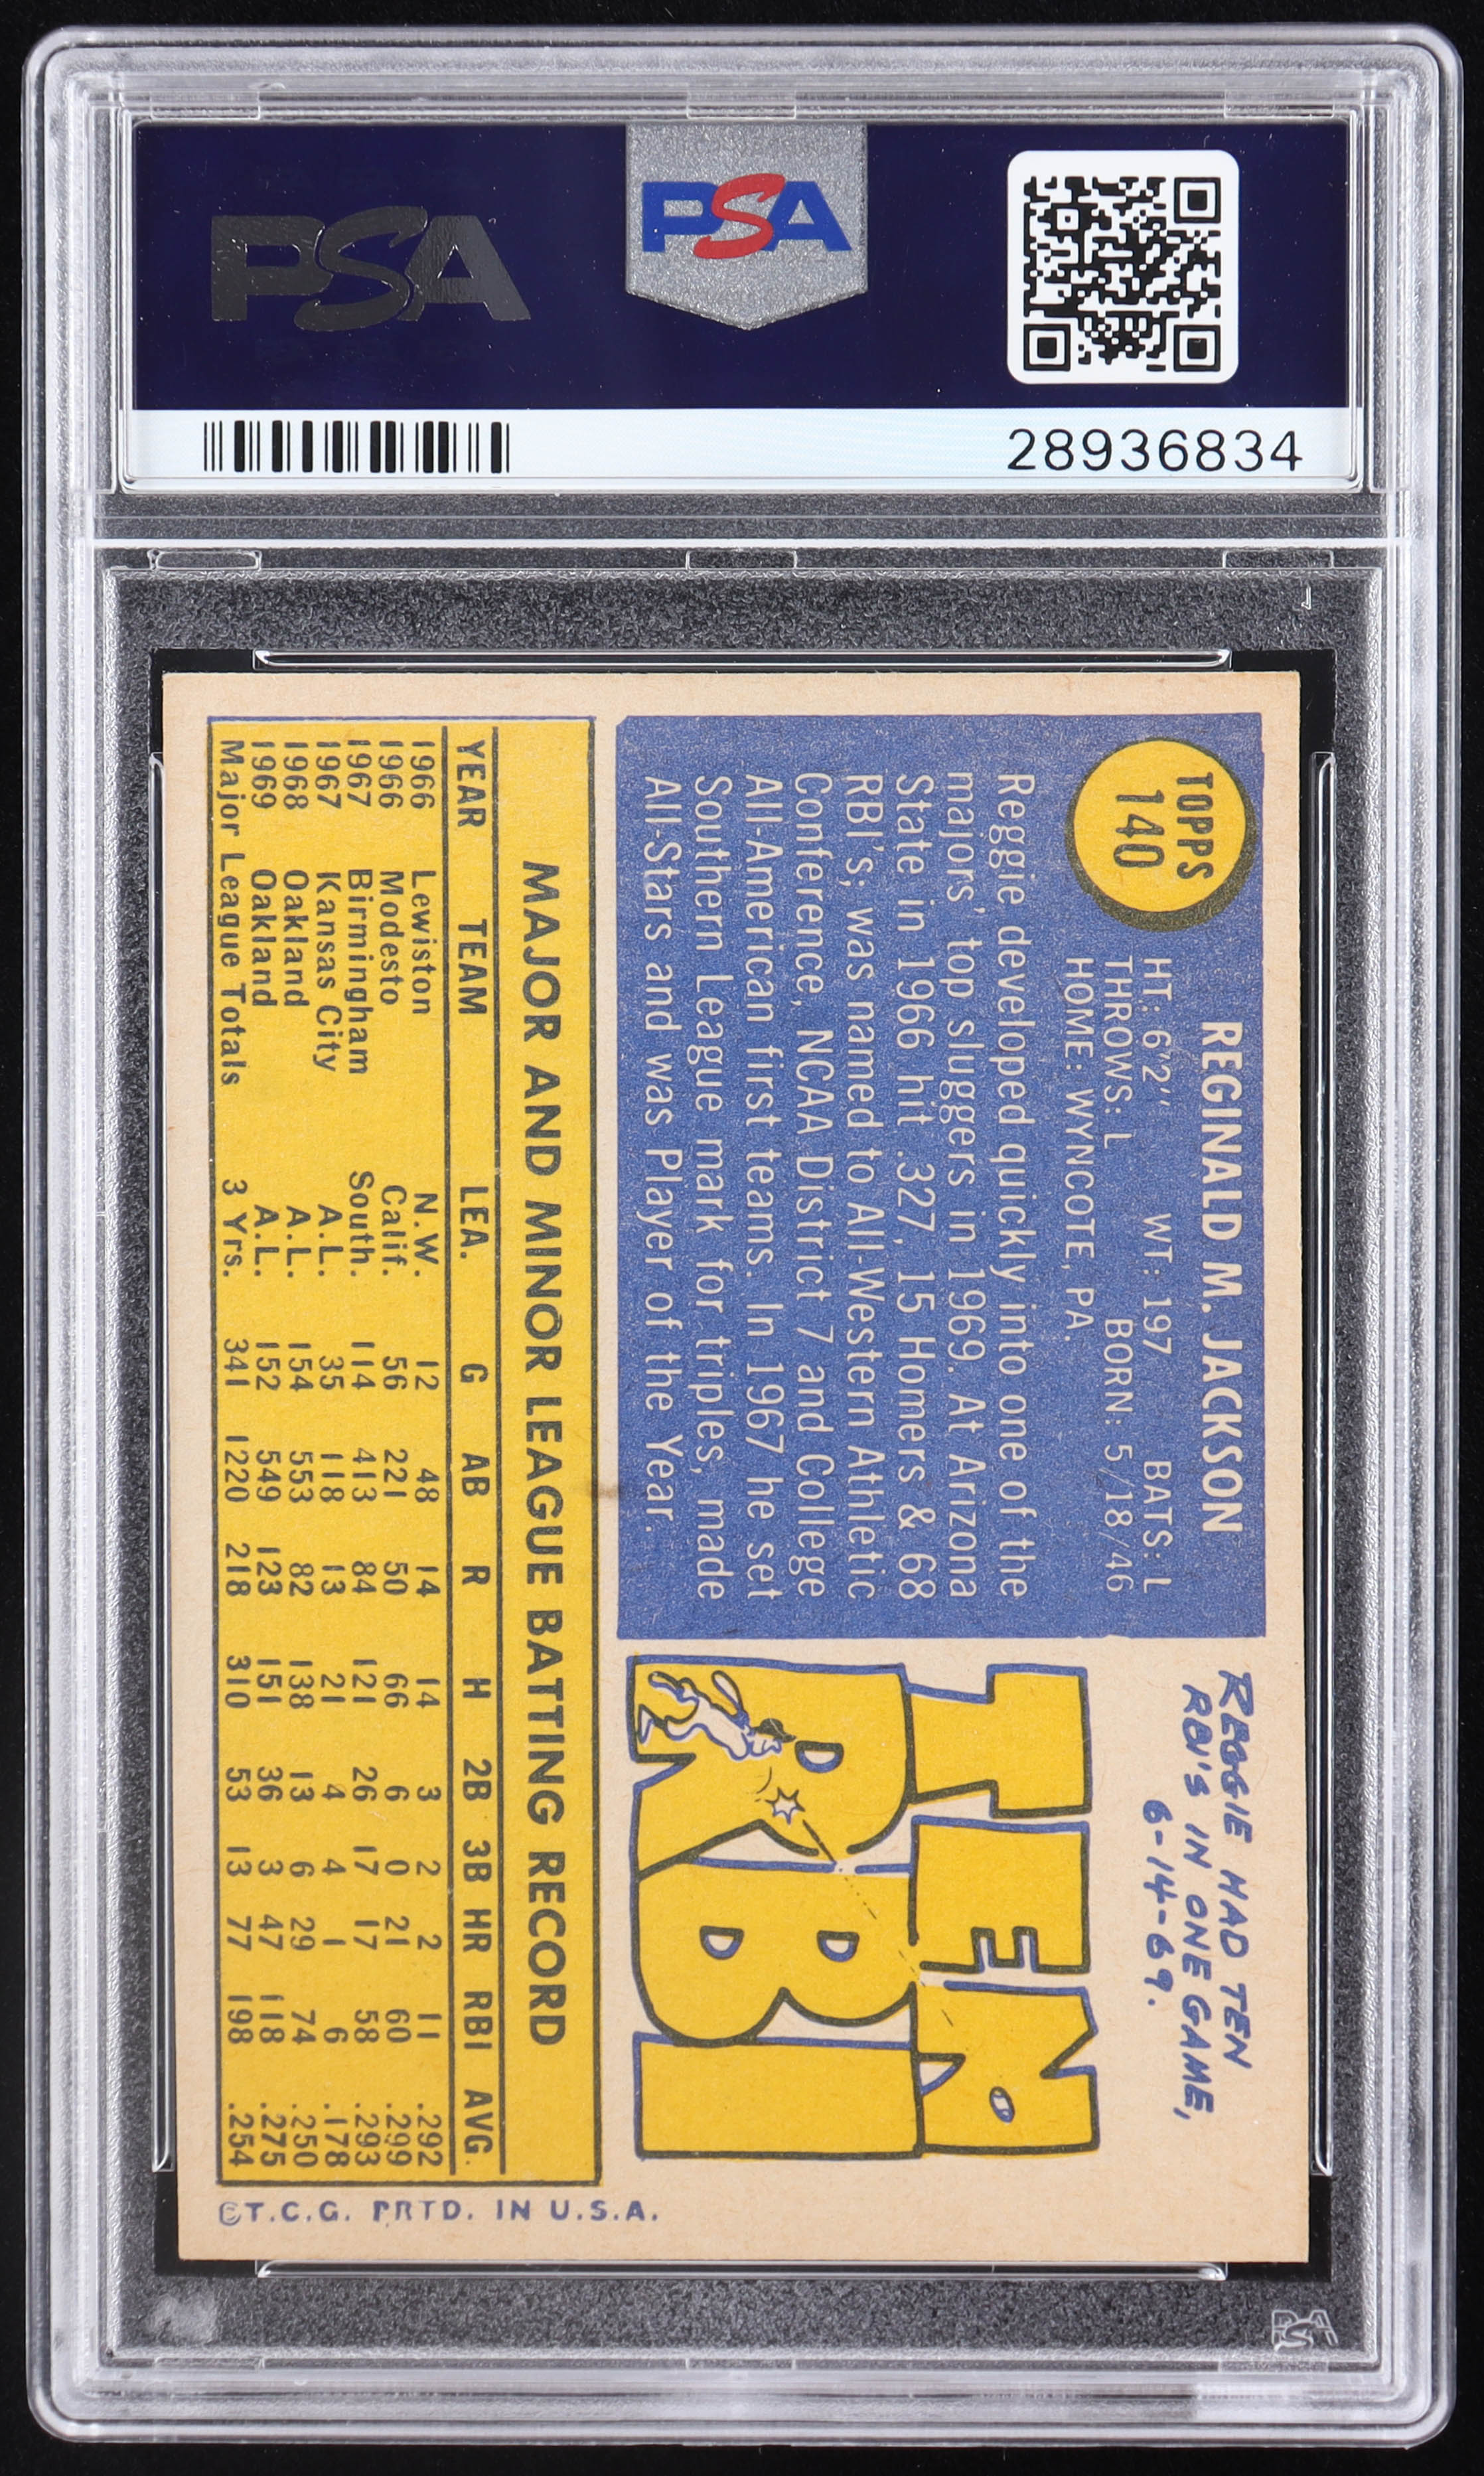 PSA
PSA
28936834
TOPPS
140
REGINALD M. JACKSON
HT: 6'2" WT: 197 BATS: L
THROWS: L BORN: 5/18/46
HOME: WYNCOTE, PA.
Reggie developed quickly into one of the
majors' top sluggers in 1969. At Arizona
State in 1966 hit .327, 15 Homers & 68
RBI's; was named to All-Western Athletic
Conference, NCAA District 7 and College
All-American first teams. In 1967 he set
Southern League mark for triples, made
All-Stars and was Player of the Year.
REGGIE HAD TEN
RBI'S IN ONE GAME,
6-14-69.
TEN
RBI
MAJOR AND MINOR LEAGUE BATTING RECORD
YEAR TEAM LEA. G AB R H 2B 3B HR RBI AVG.
1966 Lewiston N.W. 12 48 14 14 3 2 2 11 .292
1966 Modesto Calif. 56 221 50 66 6 0 21 60 .299
1967 Birmingham South. 114 413 84 121 26 17 17 58 .293
1967 Kansas City A.L. 35 118 13 21 4 4 1 6 .178
1968 Oakland A.L. 154 553 82 138 13 6 29 74 .250
1969 Oakland A.L. 152 549 123 151 36 3 47 118 .275
Major League Totals 3 Yrs. 341 1220 218 310 53 13 77 198 .254
©T.C.G. PRTD. IN U.S.A.
PSA